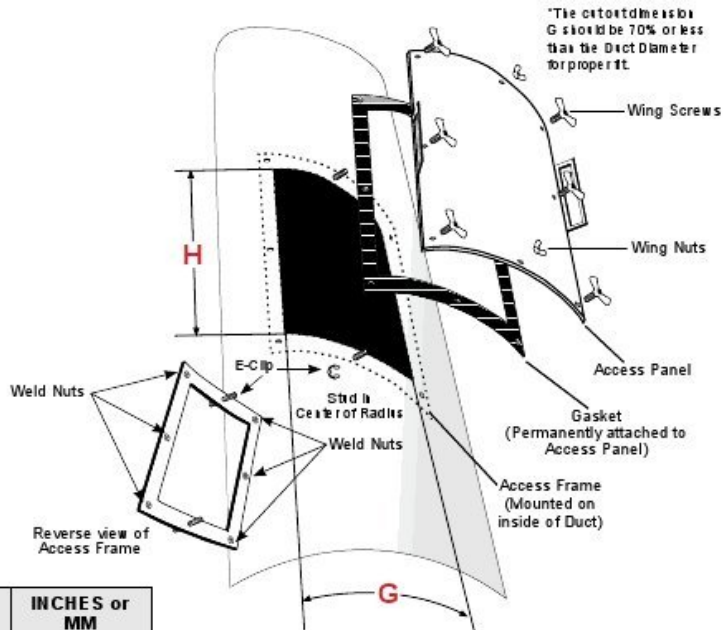 *The cutout dimension
G should be 70% or less
than the Duct Diameter
for proper fit.
Wing Screws
H
Wing Nuts
Access Panel
E-Clip
Stud in
Center of Radius
Weld Nuts
Weld Nuts
Gasket
(Permanently attached to
Access Panel)
Access Frame
(Mounted on
inside of Duct)
Reverse view of
Access Frame
G
INCHES or
MM